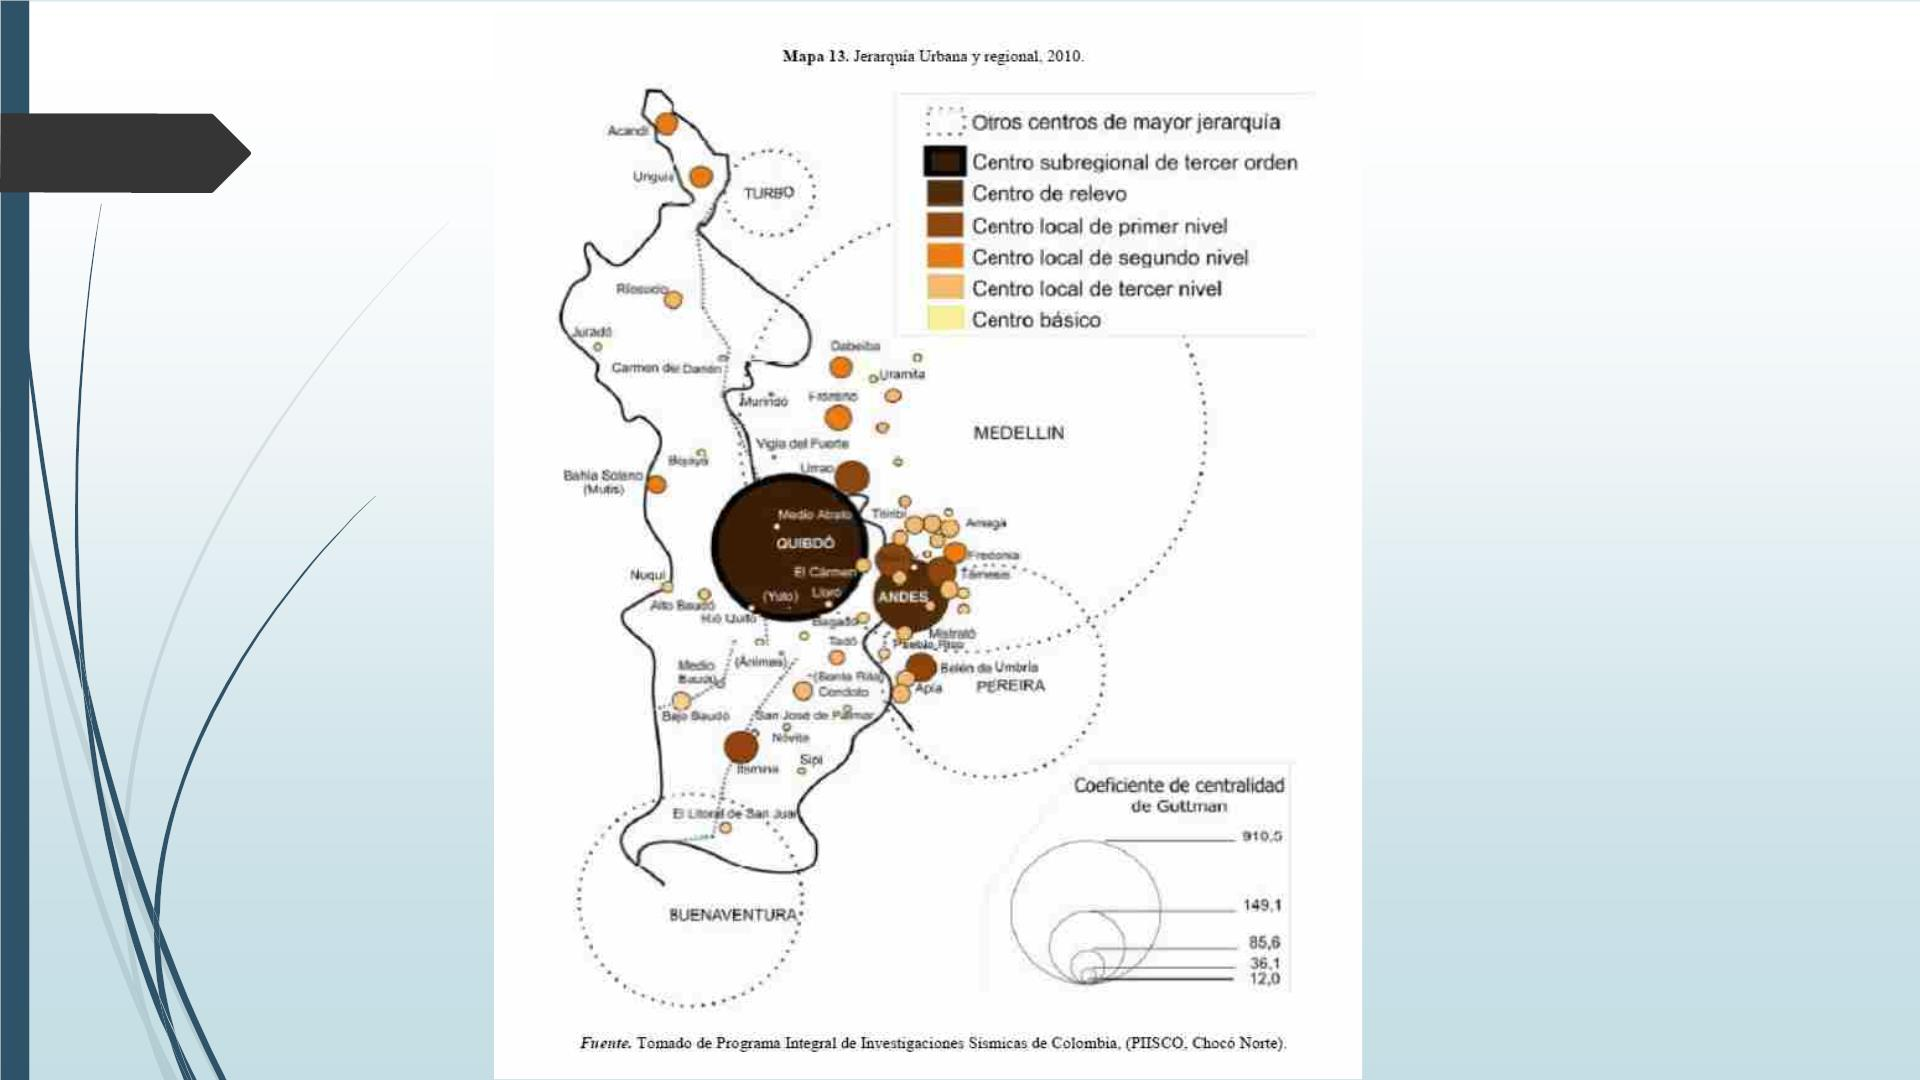 Mapa 13. Jerarquía Urbana y regional, 2010.
Otros centros de mayor jerarquía
Centro subregional de tercer orden
Centro de relevo
Centro local de primer nivel
Centro local de segundo nivel
Centro local de tercer nivel
Centro básico
Acandí
Unguía
TURBO
Ríosucio
Juradó
Carmen del Darién
Dabeiba
Uramita
Murindó
Frontino
MEDELLIN
Vigía del Fuerte
Urrao
Bojaya
Bahía Solano
(Mutis)
Medio Atrato
Titiribí
Amagá
QUIBDÓ
Fredonia
El Cármen
Támesis
Nuquí
(Yuto)
Lloró
ANDES
Alto Baudó
Río Quito
Bagadó
Mistrató
Tadó
Pueblo Rico
Medio
Baudó
(Ánimas)
Belén de Umbría
(Santa Rita)
Condoto
Apía
PEREIRA
Bajo Baudó
San José de Palmar
Nóvita
Itsmina
Sipí
El Litoral de San Juan
BUENAVENTURA
Coeficiente de centralidad
de Guttman
910,5
149,1
85,6
36,1
12,0
Fuente. Tomado de Programa Integral de Investigaciones Sísmicas de Colombia, (PIISCO, Chocó Norte).